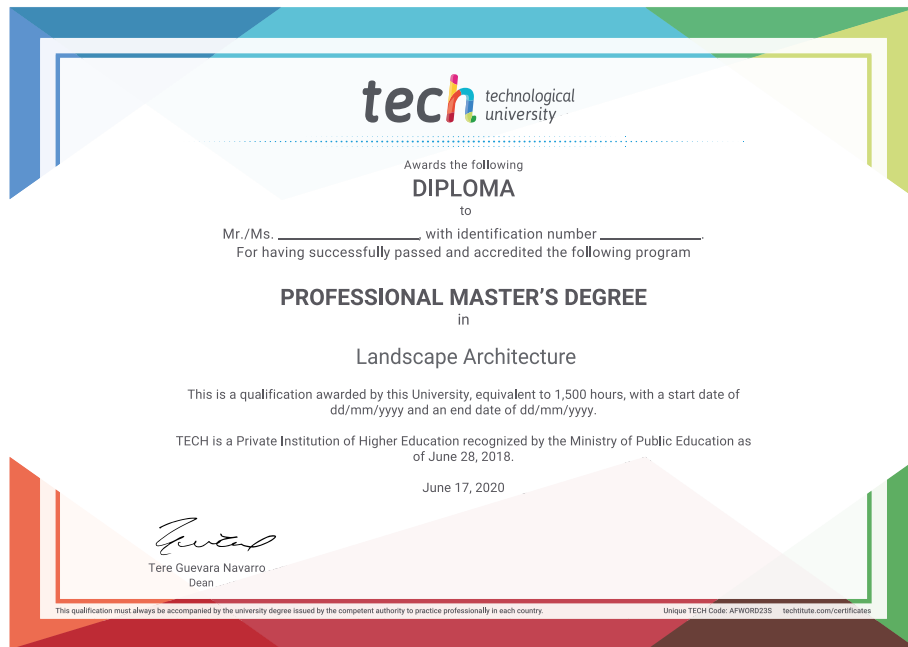 tech technological
university
Awards the following
DIPLOMA
to
Mr./Ms. ____________________, with identification number ______________.
For having successfully passed and accredited the following program
PROFESSIONAL MASTER'S DEGREE
in
Landscape Architecture
This is a qualification awarded by this University, equivalent to 1,500 hours, with a start date of
dd/mm/yyyy and an end date of dd/mm/yyyy.
TECH is a Private Institution of Higher Education recognized by the Ministry of Public Education as
of June 28, 2018.
June 17, 2020
Tere Guevara Navarro
Dean
This qualification must always be accompanied by the university degree issued by the competent authority to practice professionally in each country. Unique TECH Code: AFWORD23S techtitute.com/certificates